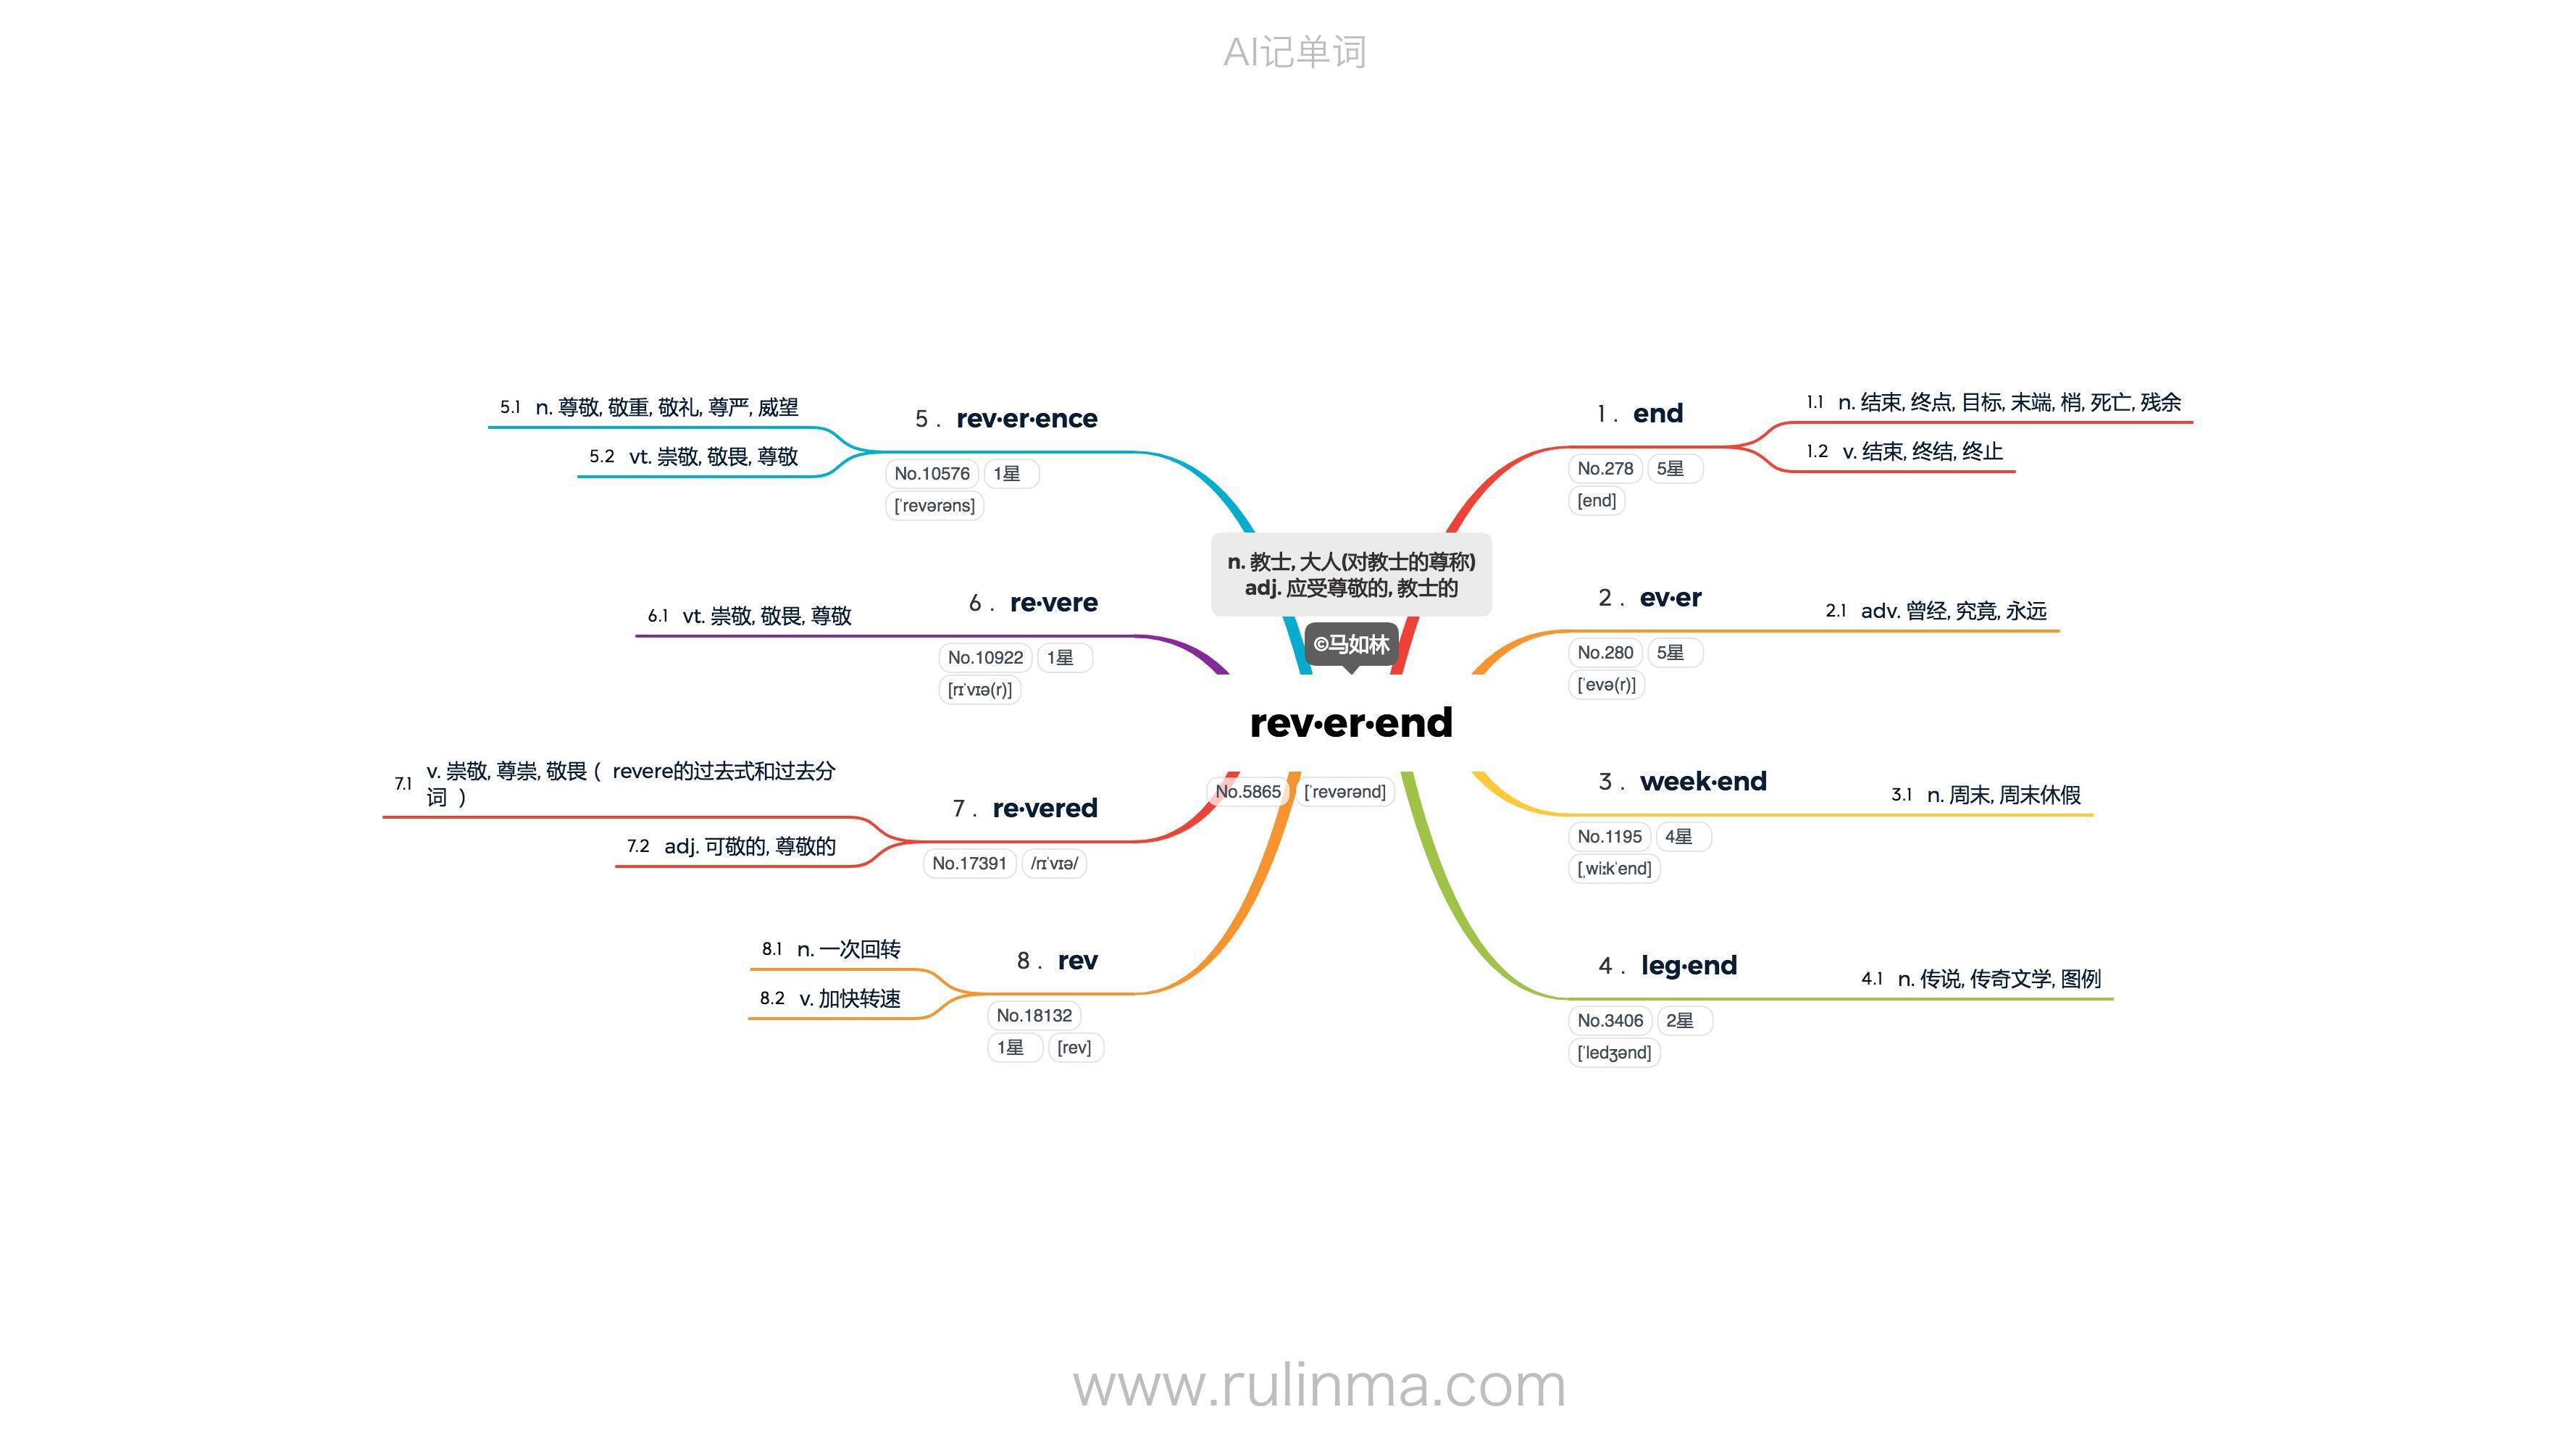 AI记单词
n. 教士, 大人(对教士的尊称)
adj. 应受尊敬的, 教士的
©马如林
rev·er·end
No.5865 [ˈrevərənd]
1. end
No.278 5星
[end]
1.1 n. 结束, 终点, 目标, 末端, 梢, 死亡, 残余
1.2 v. 结束, 终结, 终止
2. ev·er
No.280 5星
[ˈevə(r)]
2.1 adv. 曾经, 究竟, 永远
3. week·end
No.1195 4星
[ˌwiːkˈend]
3.1 n. 周末, 周末休假
4. leg·end
No.3406 2星
[ˈledʒənd]
4.1 n. 传说, 传奇文学, 图例
5. rev·er·ence
No.10576 1星
[ˈrevərəns]
5.1 n. 尊敬, 敬重, 敬礼, 尊严, 威望
5.2 vt. 崇敬, 敬畏, 尊敬
6. re·vere
No.10922 1星
[rɪˈvɪə(r)]
6.1 vt. 崇敬, 敬畏, 尊敬
7. re·vered
No.17391 /rɪˈvɪə/
7.1 v. 崇敬, 尊崇, 敬畏（ revere的过去式和过去分
词 ）
7.2 adj. 可敬的, 尊敬的
8. rev
No.18132
1星 [rev]
8.1 n. 一次回转
8.2 v. 加快转速
www.rulinma.com